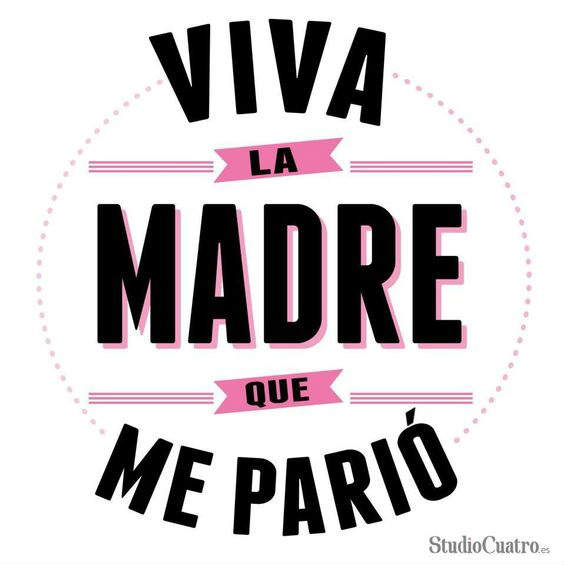 VIVA
LA
MADRE
QUE
ME PARIÓ
StudioCuatro.es